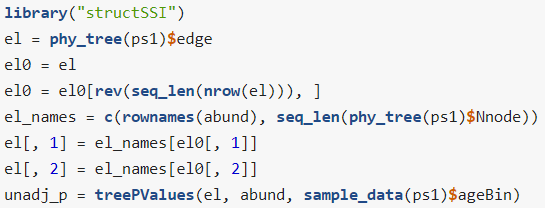 library("structSSI")
el = phy_tree(ps1)$edge
el0 = el
el0 = el0[rev(seq_len(nrow(el))), ]
el_names = c(rownames(abund), seq_len(phy_tree(ps1)$Nnode))
el[, 1] = el_names[el0[, 1]]
el[, 2] = el_names[el0[, 2]]
unadj_p = treePValues(el, abund, sample_data(ps1)$ageBin)